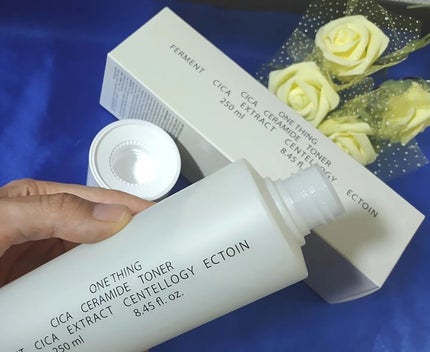 ONE THING
CICA CERAMIDE TONER
FERMENT CICA EXTRACT CENTELLOGY ECTOIN
250 ml 8.45 fl.
ONE THING
CICA CERAMIDE TONER
CICA EXTRACT CENTELLOGY ECTOIN
250 ml 8.45 fl. oz.